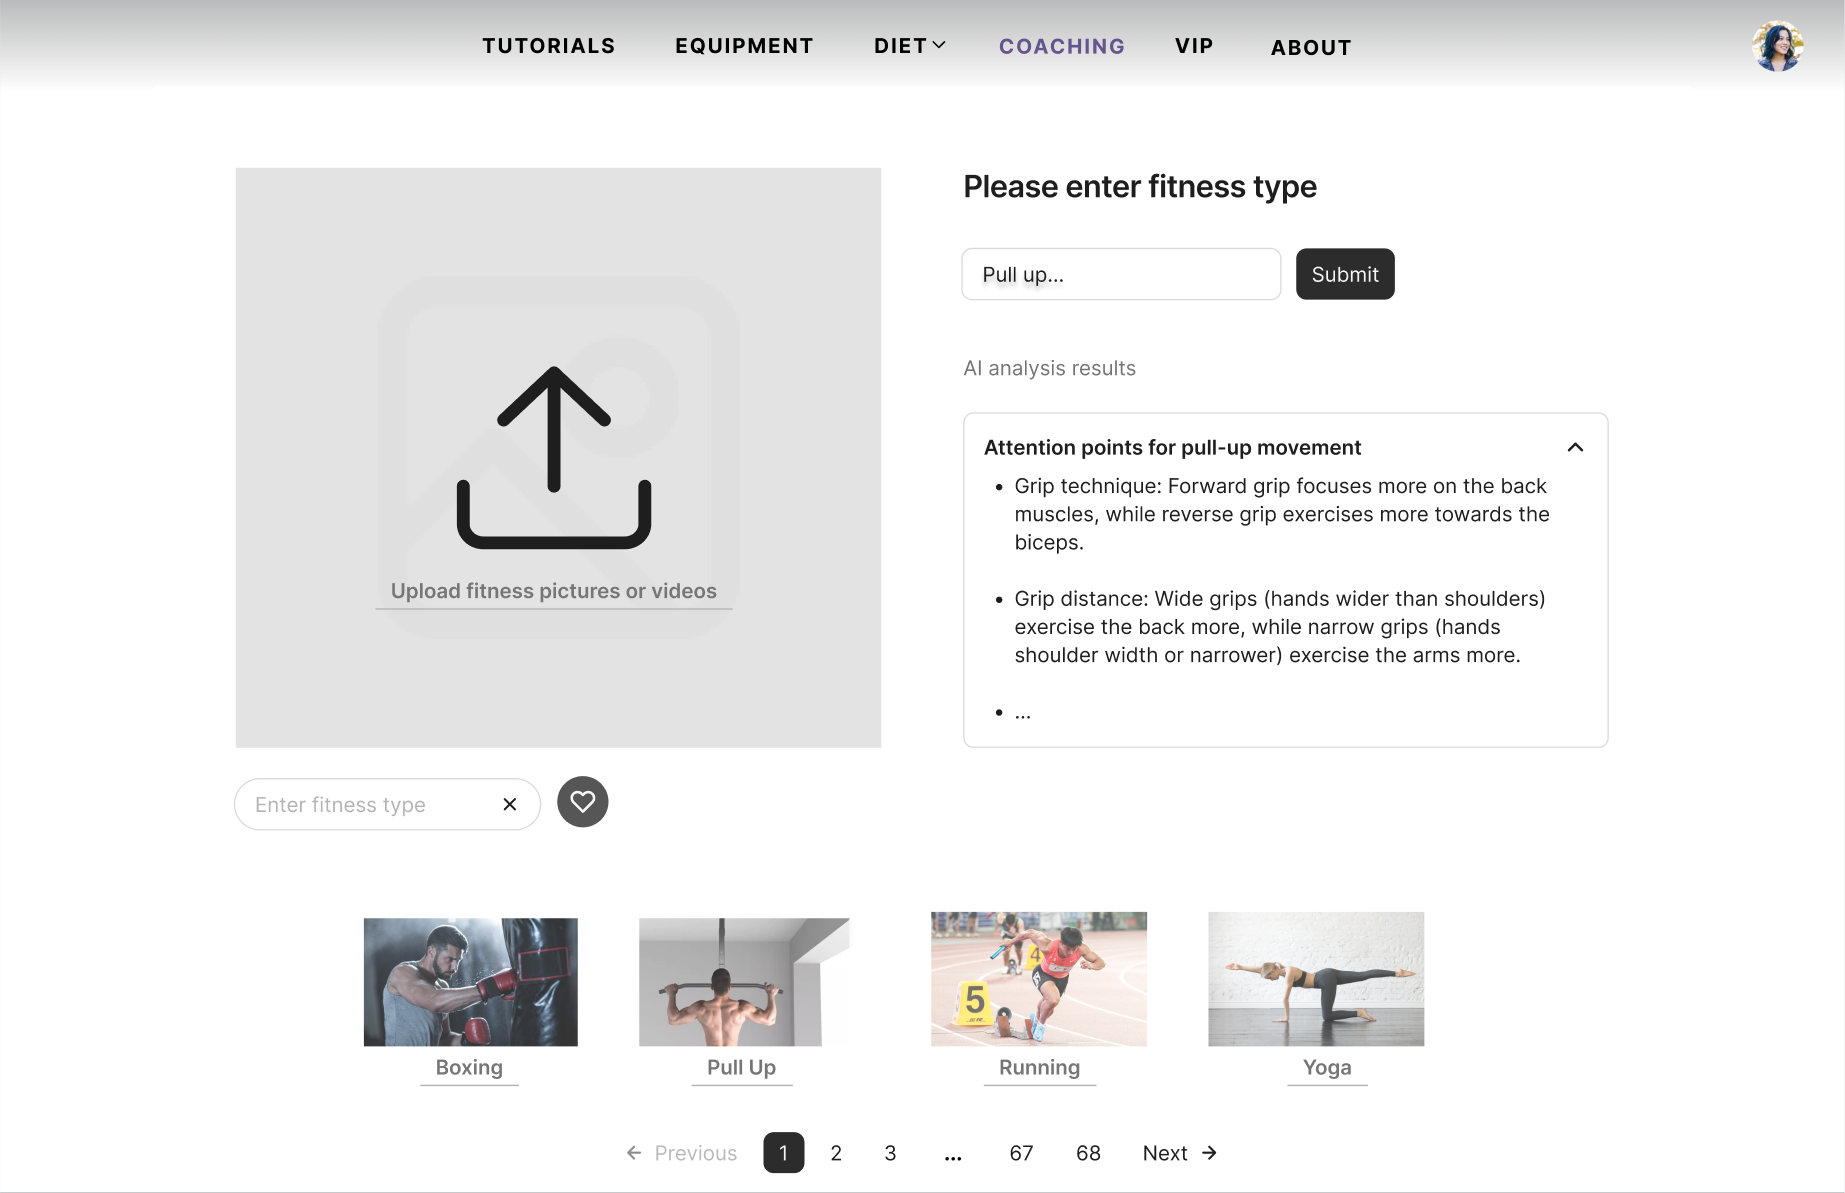 TUTORIALS EQUIPMENT DIET COACHING VIP ABOUT
Please enter fitness type
Pull up... Submit
AI analysis results
Attention points for pull-up movement
• Grip technique: Forward grip focuses more on the back
muscles, while reverse grip exercises more towards the
biceps.
• Grip distance: Wide grips (hands wider than shoulders)
exercise the back more, while narrow grips (hands
shoulder width or narrower) exercise the arms more.
• ...
Upload fitness pictures or videos
Enter fitness type
4
5
Boxing Pull Up Running Yoga
← Previous 1 2 3 ... 67 68 Next →